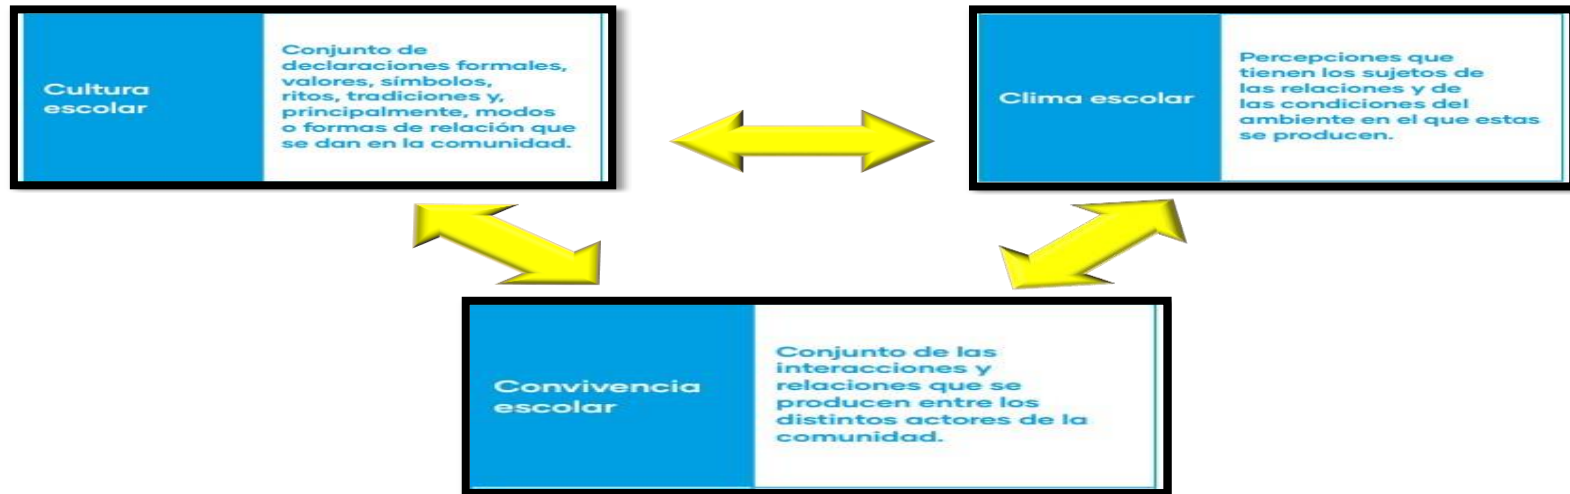 Cultura
escolar
Conjunto de
declaraciones formales,
valores, símbolos,
ritos, tradiciones y,
principalmente, modos
o formas de relación que
se dan en la comunidad.
Clima escolar
Percepciones que
tienen los sujetos de
las relaciones y de
las condiciones del
ambiente en el que estas
se producen.
Convivencia
escolar
Conjunto de las
interacciones y
relaciones que se
producen entre los
distintos actores de la
comunidad.